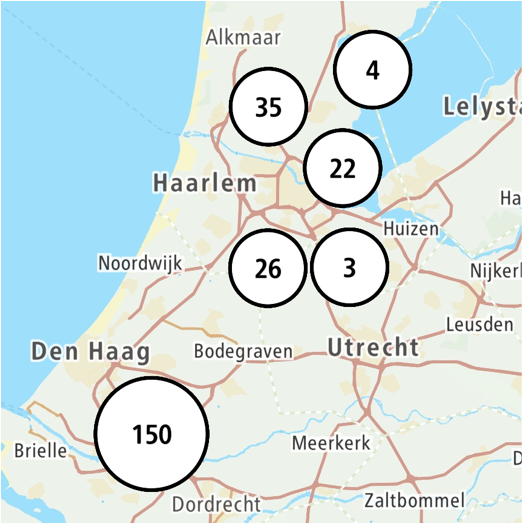 Alkmaar
4
35
Lelysta
22
Haarlem
Ha
Huizen
Noordwijk
26
3
Nijkerk
Leusden
Den Haag
Bodegraven
Utrecht
150
Brielle
Meerkerk
D
Dordrecht
Zaltbommel